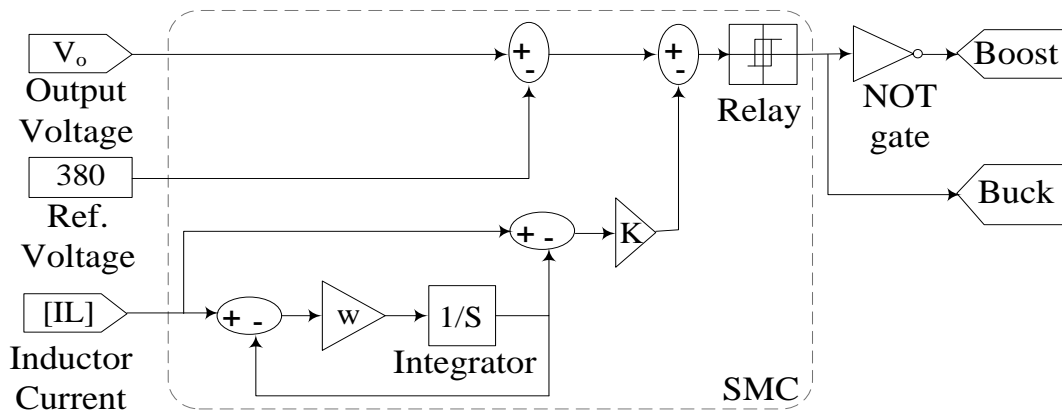 Vₒ
Output
Voltage
380
Ref.
Voltage
[IL]
Inductor
Current
+
-
+
-
Relay
NOT
gate
Boost
Buck
+ -
K
+ -
w
1/S
Integrator
SMC